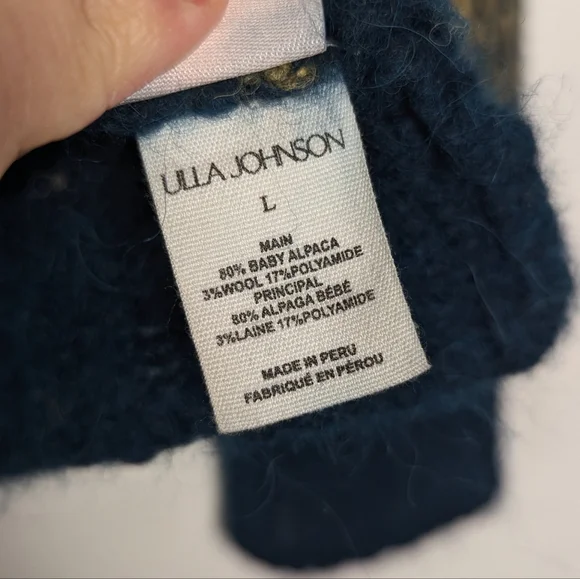 ULLA JOHNSON
L
MAIN
80% BABY ALPACA
3%WOOL 17%POLYAMIDE
PRINCIPAL
80% ALPAGA BÉBÉ
3%LAINE 17%POLYAMIDE
MADE IN PERU
FABRIQUÉ EN PÉROU